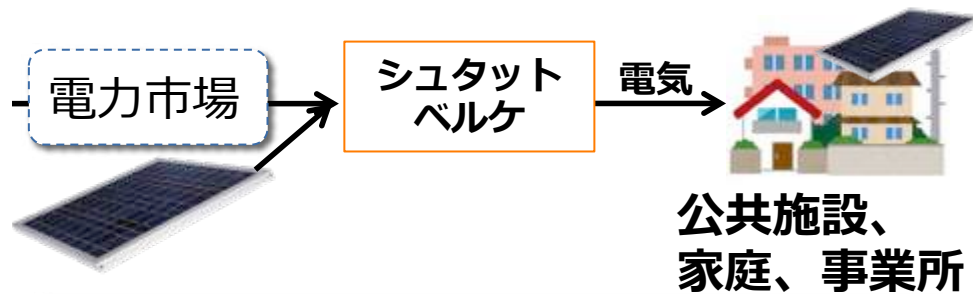 電力市場
シュタット
ベルケ
電気
公共施設、
家庭、事業所